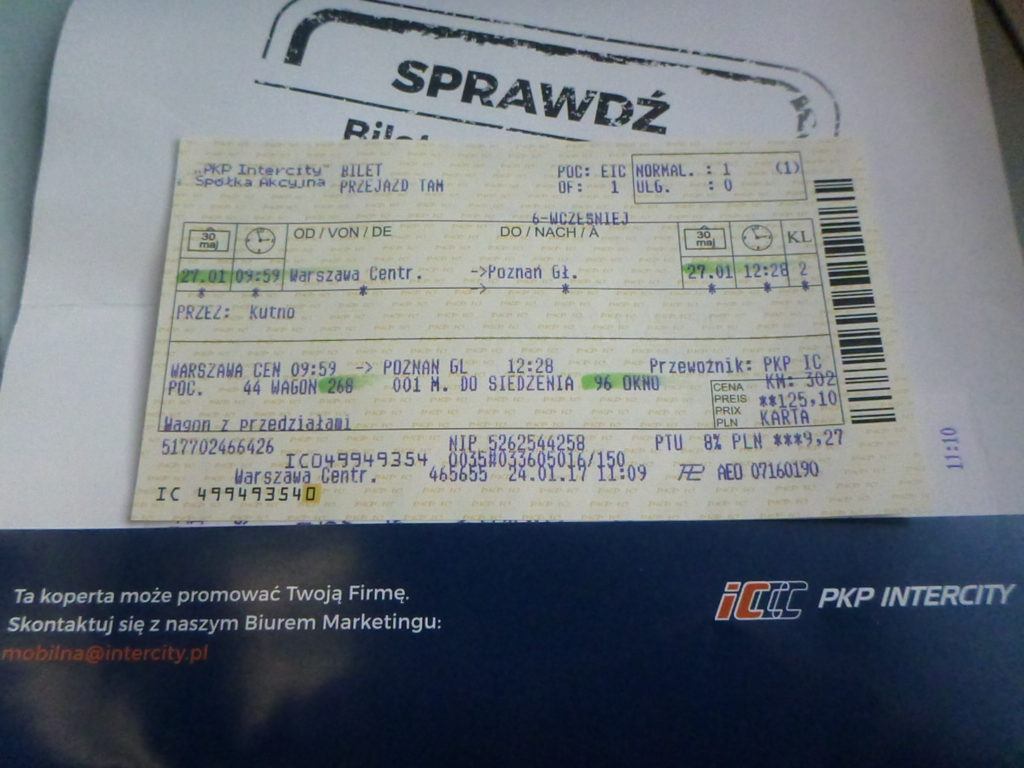 SPRAWDŹ
„PKP Intercity" BILET POC: EIC NORMAL. : 1 (1)
Spółka Akcyjna PRZEJAZD TAM OF: 1 ULG. : 0
6-WCZEŚNIEJ
30 maj OD / VON / DE DO / NACH / A 30 maj KL
27.01 09:59 Warszawa Centr. ->Poznań Gł. 27.01 12:28 2
* * * -> * * * *
PRZEZ: Kutno
WARSZAWA CEN 09:59 -> POZNAŃ GL 12:28 Przewoźnik: PKP IC
POC. 44 WAGON 268 001 M. DO SIEDZENIA 96 OKNO KM: 302
CENA
PREIS **125,10
PRIX
PLN KARTA
Wagon z przedziałami
517702466426 NIP 5262544258 PTU 8% PLN ***9,27
IC049949354 0035#033605016/150
Warszawa Centr. 465655 24.01.17 11:09 AED 07160190
IC 499493540
11:10
Ta koperta może promować Twoją Firmę.
Skontaktuj się z naszym Biurem Marketingu:
mobilna@intercity.pl
PKP INTERCITY